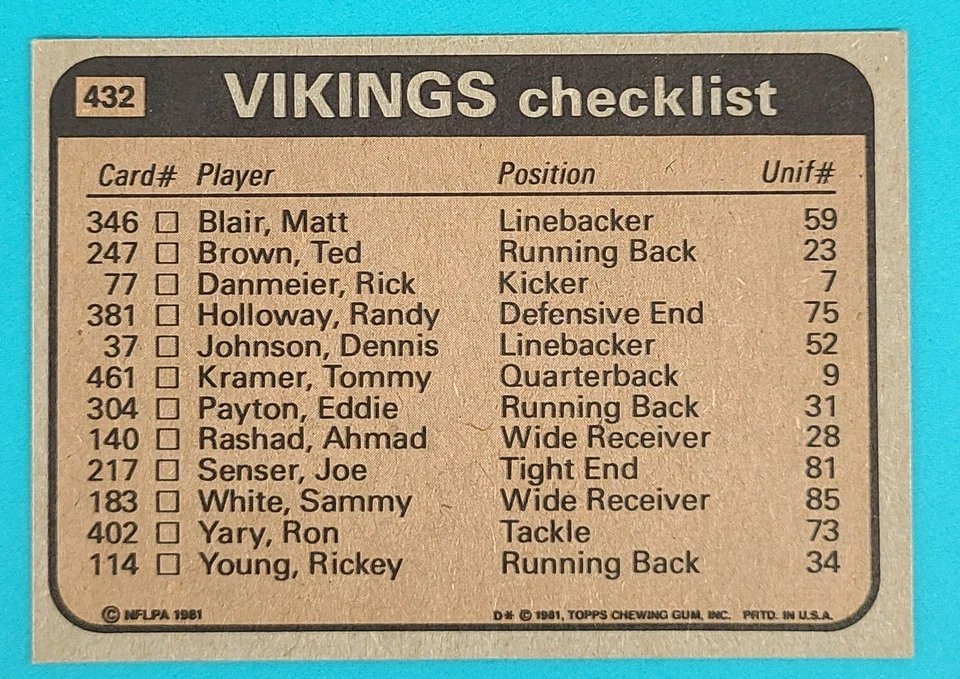 432 VIKINGS checklist
Card# Player Position Unif#
346 □ Blair, Matt Linebacker 59
247 □ Brown, Ted Running Back 23
77 □ Danmeier, Rick Kicker 7
381 □ Holloway, Randy Defensive End 75
37 □ Johnson, Dennis Linebacker 52
461 □ Kramer, Tommy Quarterback 9
304 □ Payton, Eddie Running Back 31
140 □ Rashad, Ahmad Wide Receiver 28
217 □ Senser, Joe Tight End 81
183 □ White, Sammy Wide Receiver 85
402 □ Yary, Ron Tackle 73
114 □ Young, Rickey Running Back 34
© NFLPA 1981 D* © 1981, TOPPS CHEWING GUM, INC. PRTD. IN U.S.A.